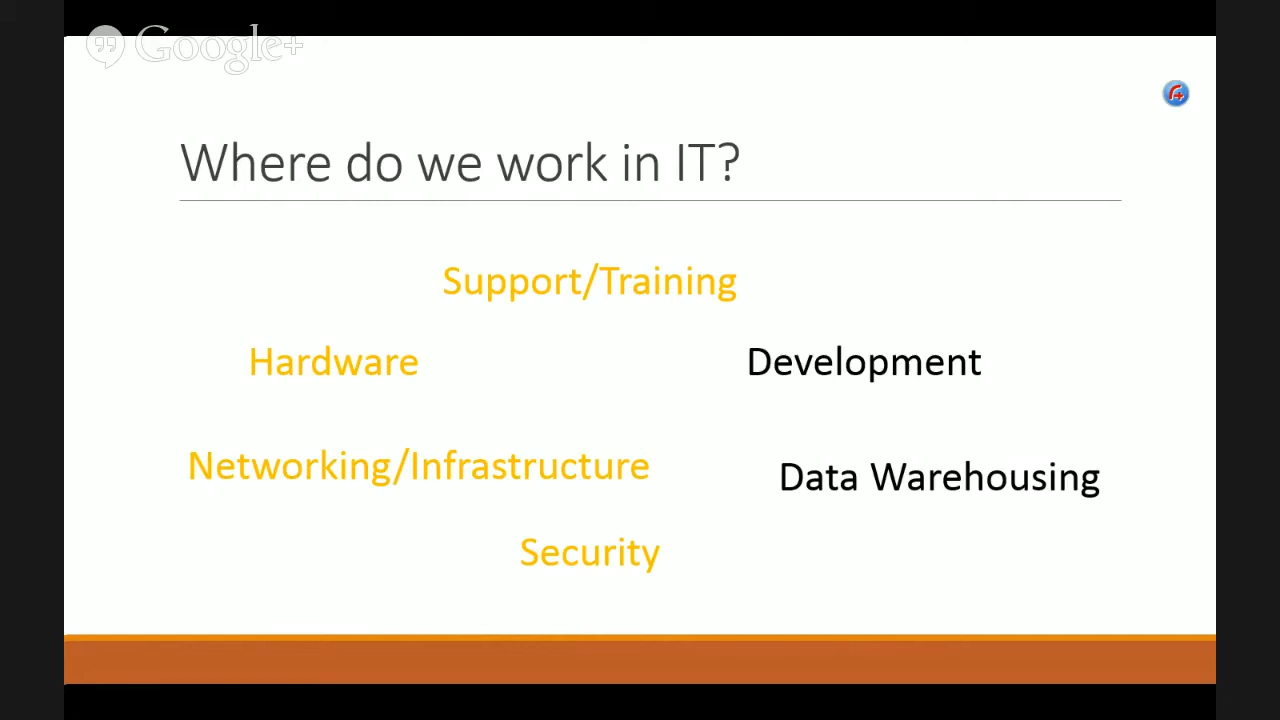 Google+
Where do we work in IT?
Support/Training
Hardware
Development
Networking/Infrastructure
Data Warehousing
Security